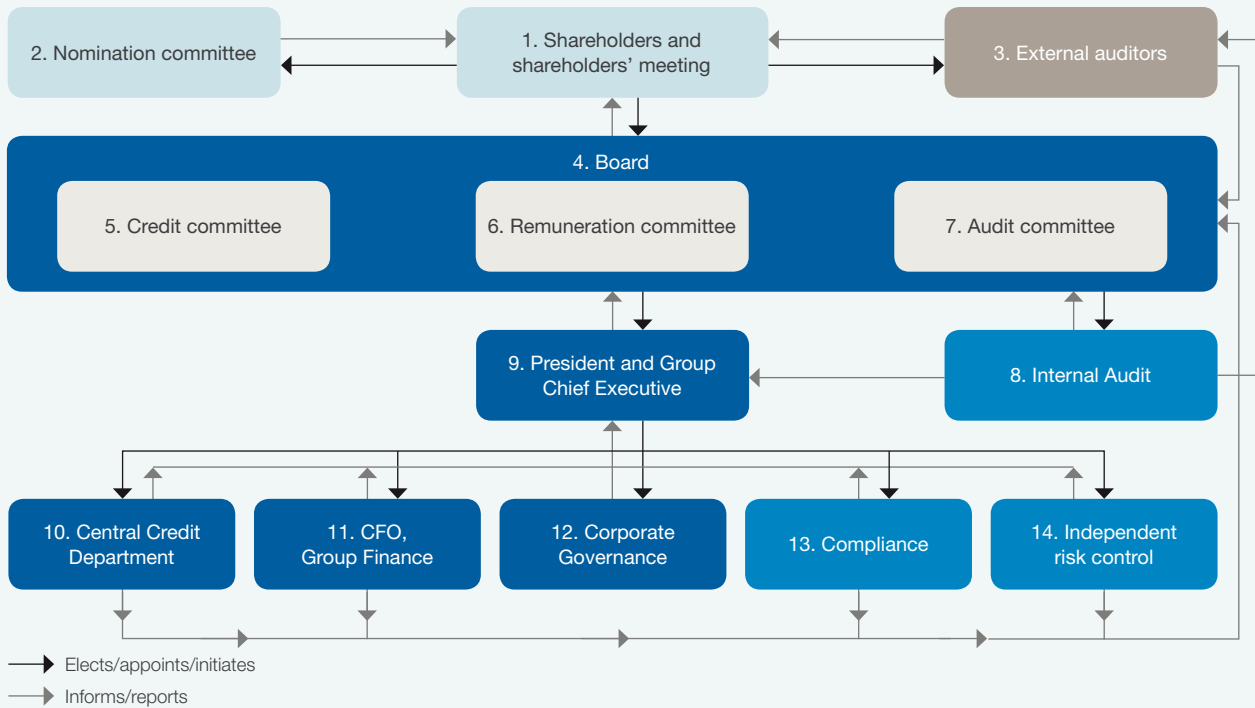 2. Nomination committee
1. Shareholders and
shareholders’ meeting
3. External auditors
4. Board
5. Credit committee
6. Remuneration committee
7. Audit committee
9. President and Group
Chief Executive
8. Internal Audit
10. Central Credit
Department
11. CFO,
Group Finance
12. Corporate
Governance
13. Compliance
14. Independent
risk control
Elects/appoints/initiates
Informs/reports